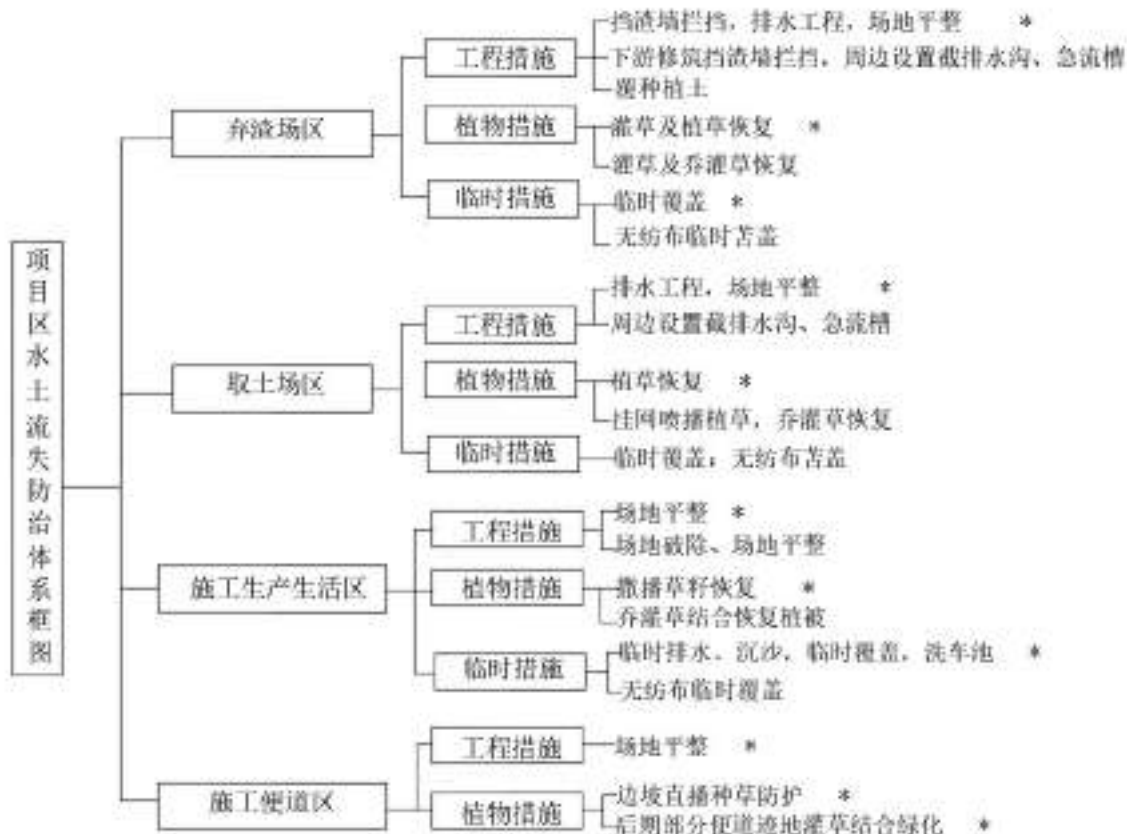 项目区水土流失防治体系框图
弃渣场区
工程措施
挡渣墙拦挡，排水工程，场地平整 *
下游修筑挡渣墙拦挡，周边设置截排水沟、急流槽
覆种植土
植物措施
灌草及植草恢复 *
灌草及乔灌草恢复
临时措施
临时覆盖 *
无纺布临时苫盖
取土场区
工程措施
排水工程，场地平整 *
周边设置截排水沟、急流槽
植物措施
植草恢复 *
挂网喷播植草，乔灌草恢复
临时措施
临时覆盖；无纺布苫盖
施工生产生活区
工程措施
场地平整 *
场地破除、场地平整
植物措施
撒播草籽恢复 *
乔灌草结合恢复植被
临时措施
临时排水、沉沙，临时覆盖，洗车池 *
无纺布临时覆盖
施工便道区
工程措施
场地平整 *
植物措施
边坡直播种草防护 *
后期部分便道迹地灌草结合绿化 *